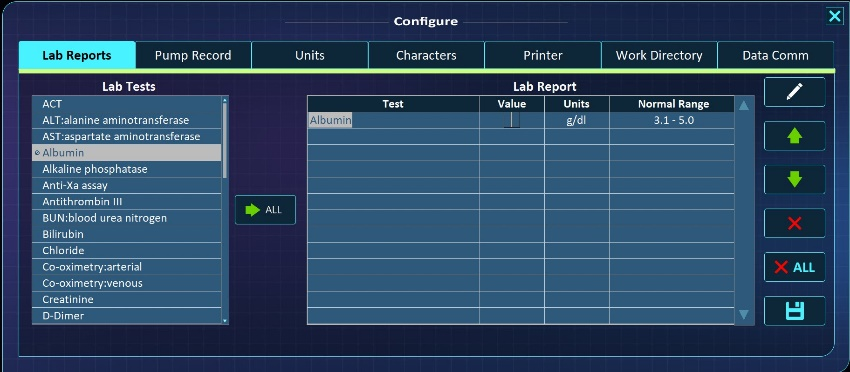 Configure
Lab Reports Pump Record Units Characters Printer Work Directory Data Comm
Lab Tests
ACT
ALT:alanine aminotransferase
AST:aspartate aminotransferase
Albumin
Alkaline phosphatase
Anti-Xa assay
Antithrombin III
BUN:blood urea nitrogen
Bilirubin
Chloride
Co-oximetry:arterial
Co-oximetry:venous
Creatinine
D-Dimer
ALL
Lab Report
Test Value Units Normal Range
Albumin g/dl 3.1 - 5.0
ALL